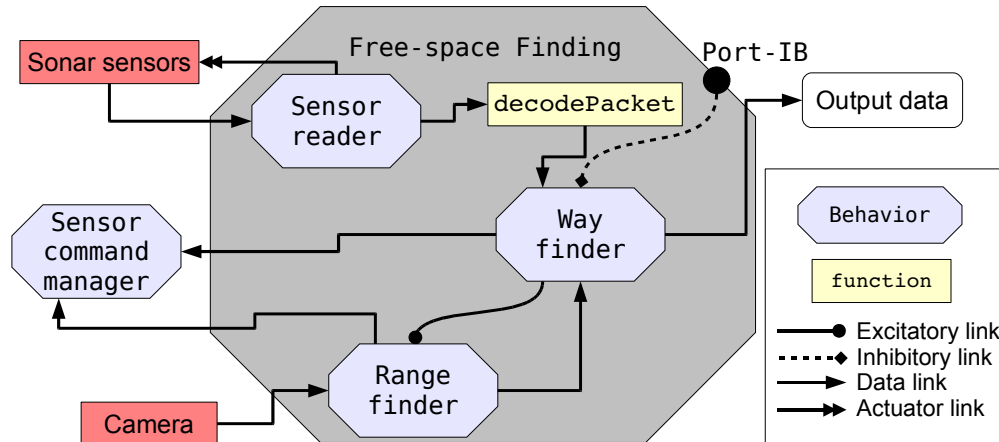 Free-space Finding
Port-IB
Sonar sensors
Sensor
reader
decodePacket
Output data
Sensor
command
manager
Way
finder
Range
finder
Camera
Behavior
function
Excitatory link
Inhibitory link
Data link
Actuator link